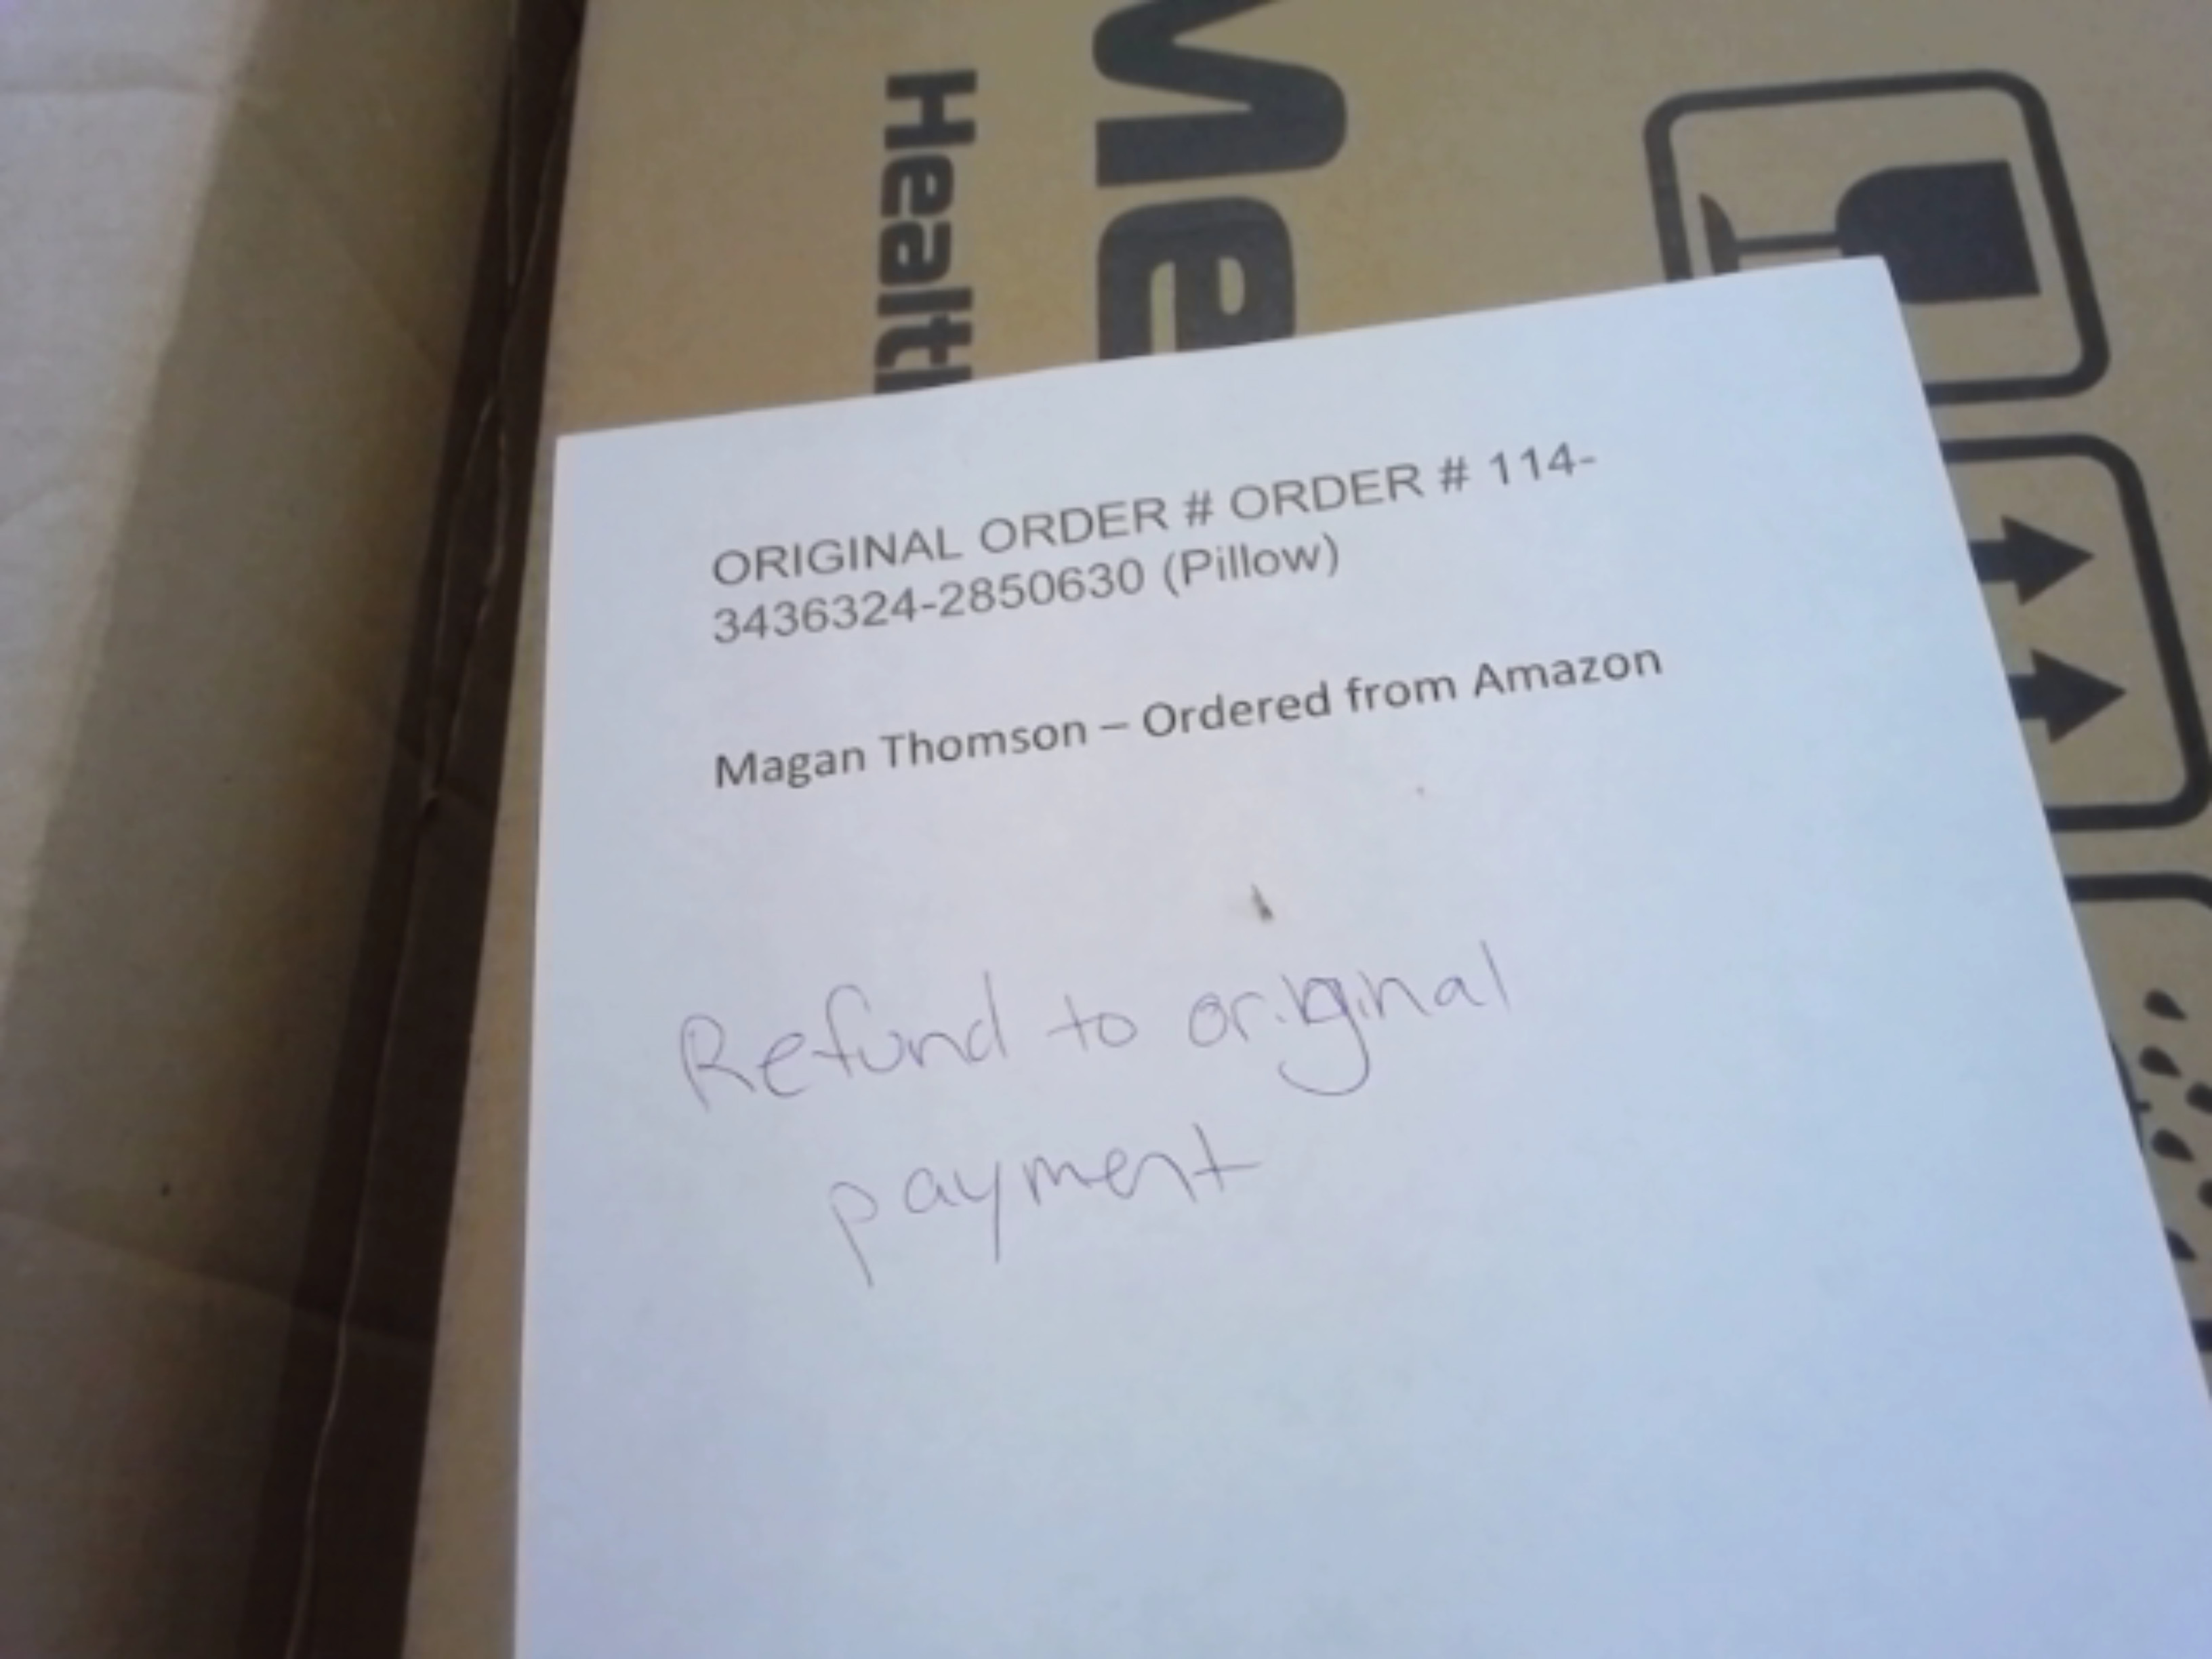 Me
Healt
ORIGINAL ORDER # ORDER # 114-
3436324-2850630 (Pillow)
Magan Thomson – Ordered from Amazon
Refund to original
payment